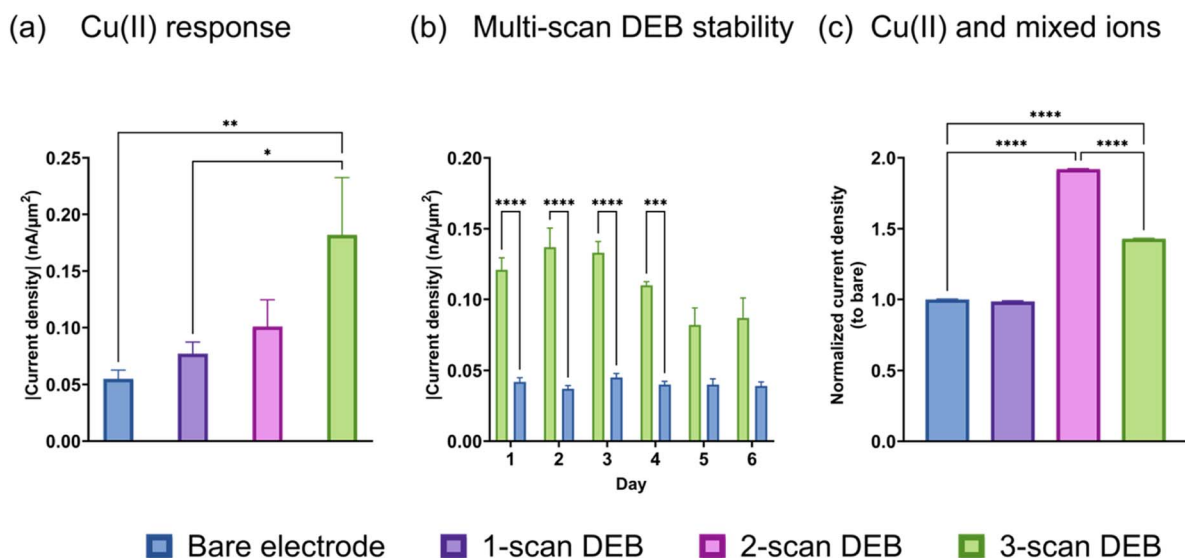 (a) Cu(II) response
(b) Multi-scan DEB stability
(c) Cu(II) and mixed ions
|Current density| (nA/µm²)
0.25
0.20
0.15
0.10
0.05
0.00
**
*
|Current density| (nA/µm²)
0.20
0.15
0.10
0.05
0.00
**** **** **** ***
1 2 3 4 5 6
Day
Normalized current density
(to bare)
2.0
1.5
1.0
0.5
0.0
****
**** ****
Bare electrode 1-scan DEB 2-scan DEB 3-scan DEB